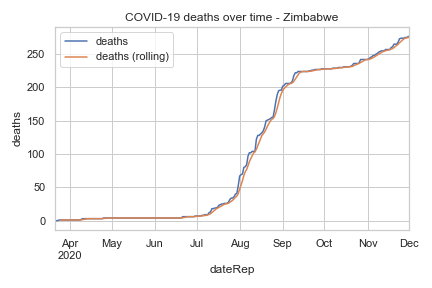 COVID-19 deaths over time - Zimbabwe
deaths
deaths (rolling)
deaths
250
200
150
100
50
0
Apr May Jun Jul Aug Sep Oct Nov Dec
2020
dateRep